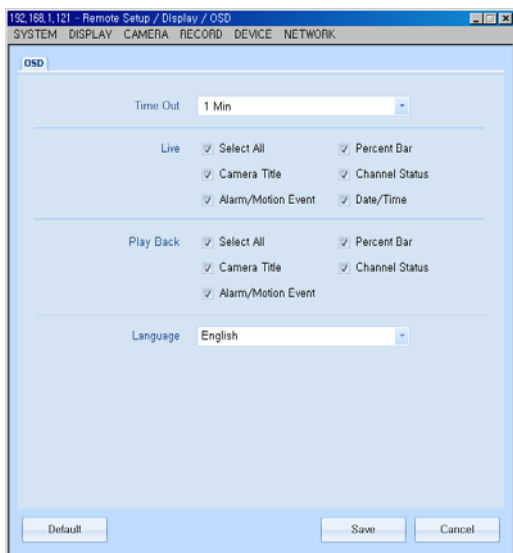 192,168,1,121 - Remote Setup / Display / OSD
SYSTEM DISPLAY CAMERA RECORD DEVICE NETWORK
OSD
Time Out 1 Min
Live Select All Percent Bar
Camera Title Channel Status
Alarm/Motion Event Date/Time
Play Back Select All Percent Bar
Camera Title Channel Status
Alarm/Motion Event
Language English
Default Save Cancel